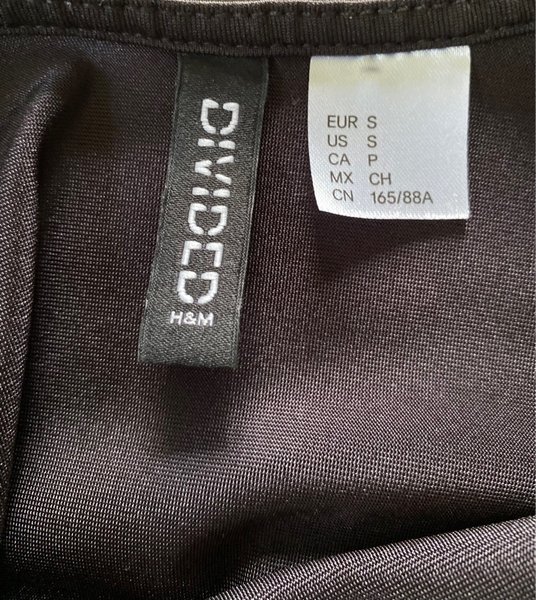 DIVIDED
H&M
EUR S
US S
CA P
MX CH
CN 165/88A